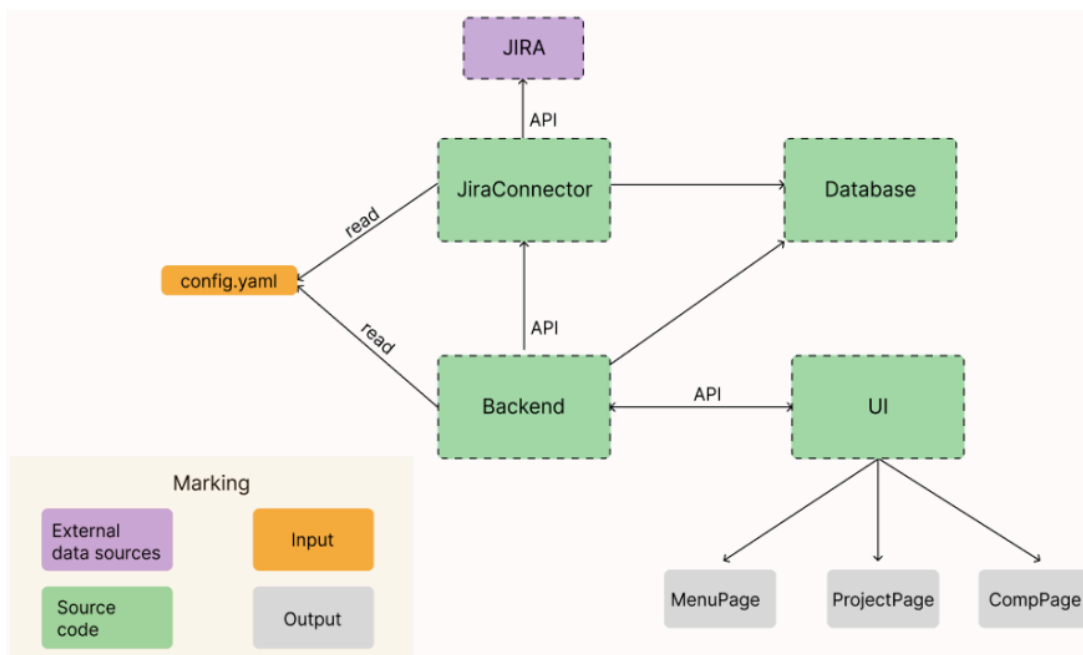 JIRA
API
JiraConnector
Database
read
config.yaml
API
read
Backend
API
UI
Marking
External
data sources
Input
Source
code
Output
MenuPage
ProjectPage
CompPage